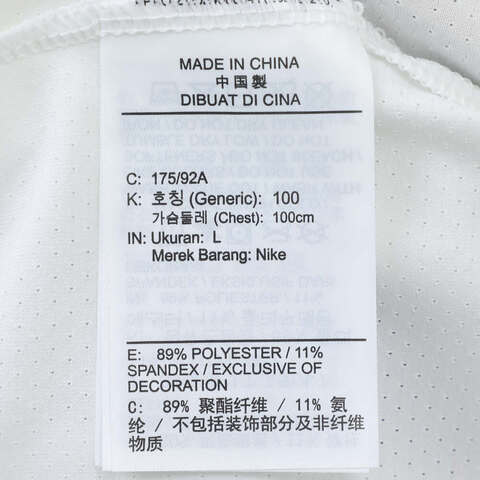 MADE IN CHINA
中 国 製
DIBUAT DI CINA
C: 175/92A
K: 호칭 (Generic): 100
가슴둘레 (Chest): 100cm
IN: Ukuran: L
Merek Barang: Nike
E: 89% POLYESTER / 11%
SPANDEX / EXCLUSIVE OF
DECORATION
C: 89% 聚酯纤维 / 11% 氨
纶 / 不包括装饰部分及非纤维
物质